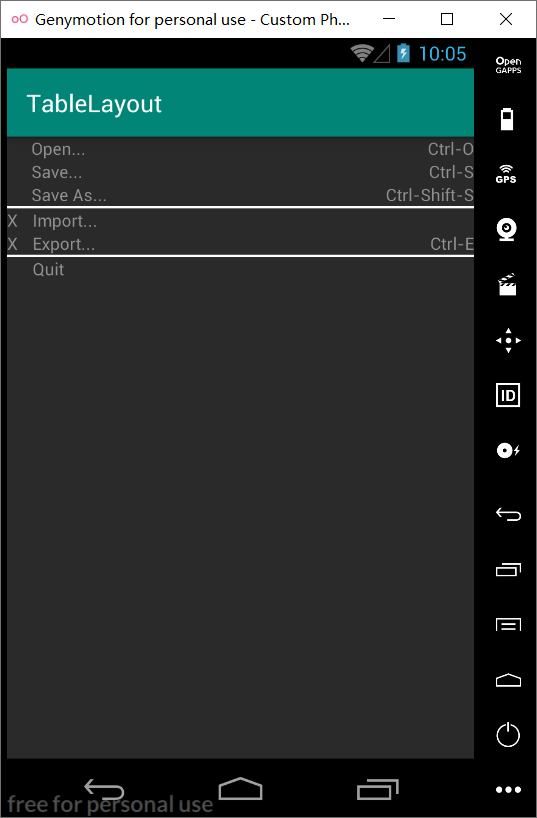 Genymotion for personal use - Custom Ph...
10:05
Open
GAPPS
TableLayout
GPS
Open... Ctrl-O
Save... Ctrl-S
Save As... Ctrl-Shift-S
X Import...
X Export... Ctrl-E
Quit
ID
free for personal use